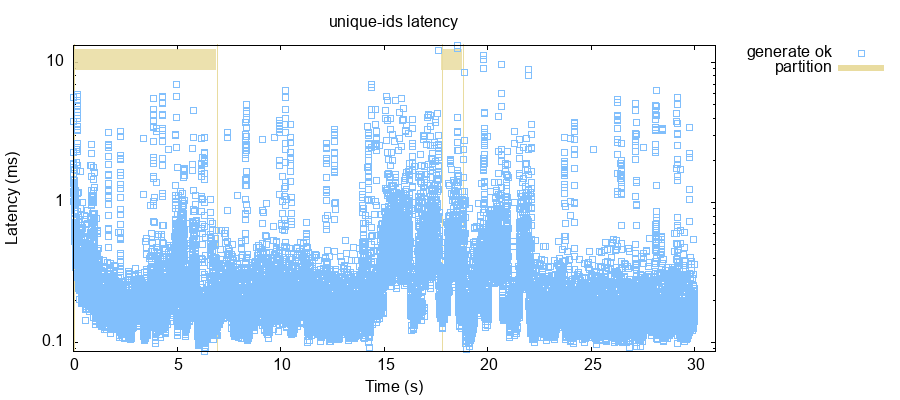 unique-ids latency
generate ok
partition
Latency (ms)
10
1
0.1
0 5 10 15 20 25 30
Time (s)